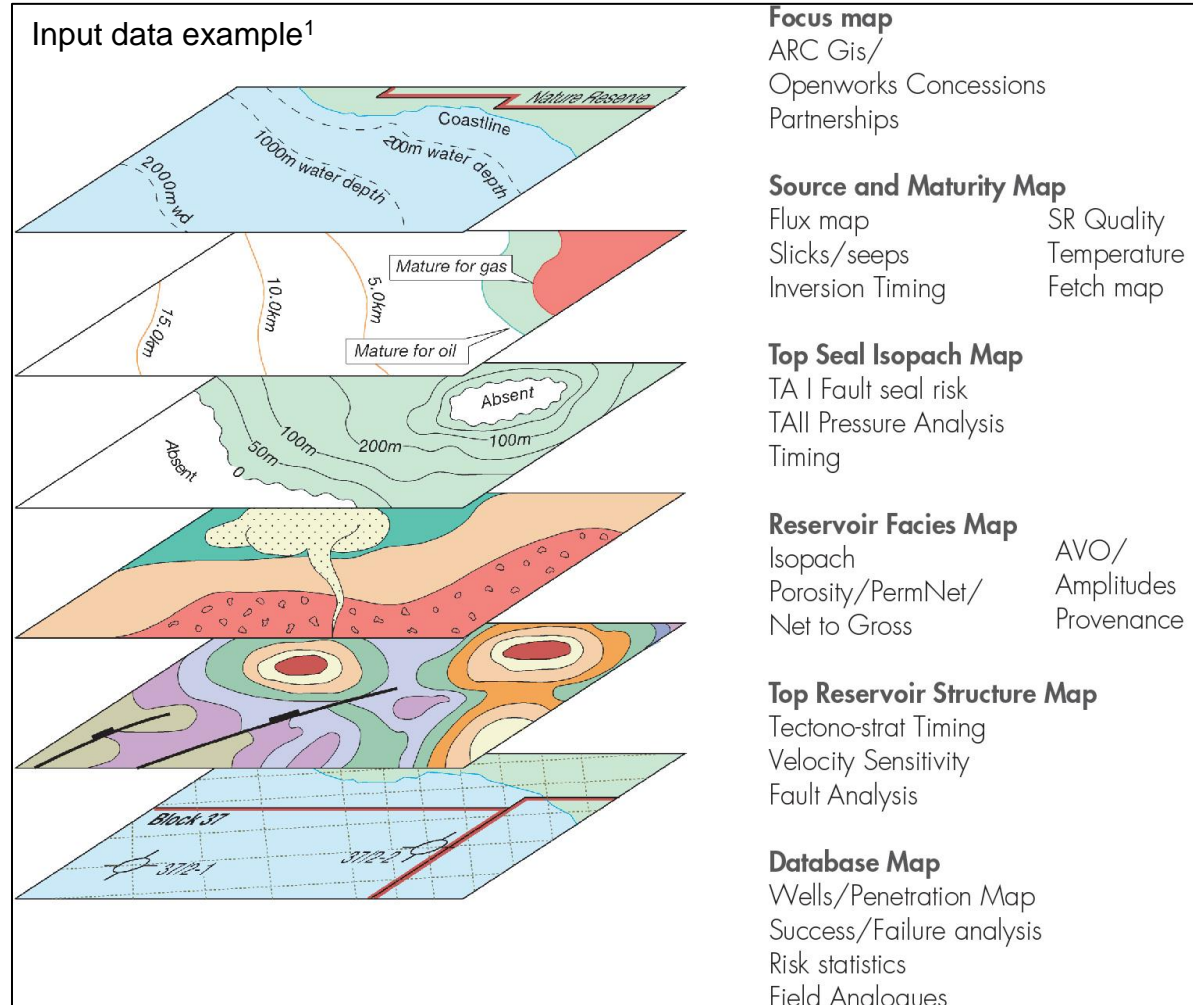 Input data example¹
Nature Reserve
Coastline
200m water depth
1000m water depth
2000m wd
Mature for gas
5.0km
10.0km
15.0km
Mature for oil
Absent
100m
200m
100m
50m
0
Absent
Block 37
37/2-1
37/2-2
Focus map
ARC Gis/
Openworks Concessions
Partnerships
Source and Maturity Map
Flux map
Slicks/seeps
Inversion Timing
SR Quality
Temperature
Fetch map
Top Seal Isopach Map
TA I Fault seal risk
TAII Pressure Analysis
Timing
Reservoir Facies Map
Isopach
Porosity/PermNet/
Net to Gross
AVO/
Amplitudes
Provenance
Top Reservoir Structure Map
Tectono-strat Timing
Velocity Sensitivity
Fault Analysis
Database Map
Wells/Penetration Map
Success/Failure analysis
Risk statistics
Field Analogues